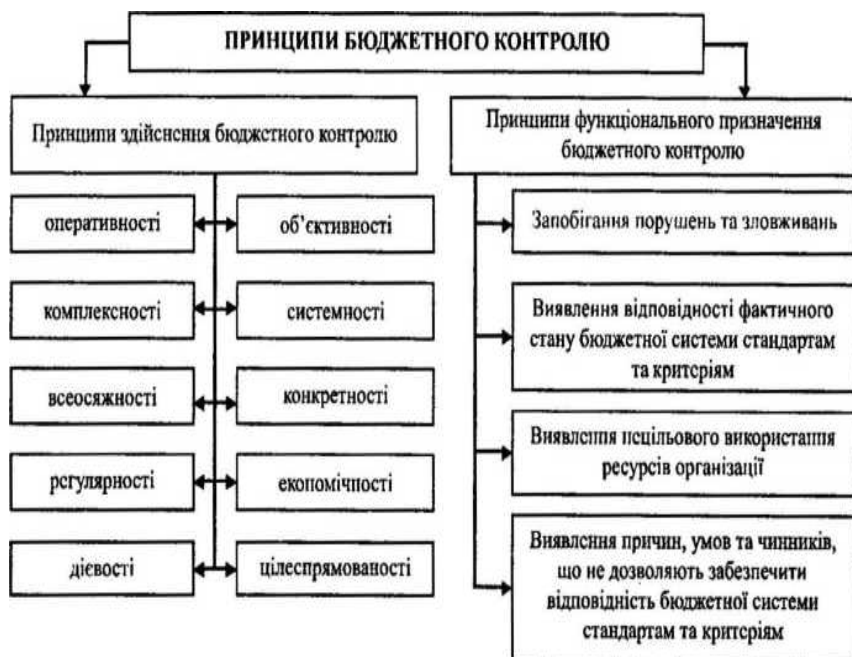 ПРИНЦИПИ БЮДЖЕТНОГО КОНТРОЛЮ
Принципи здійснення бюджетного контролю
оперативності
об’єктивності
комплексності
системності
всеосяжності
конкретності
регулярності
економічності
дієвості
цілеспрямованості
Принципи функціонального призначення
бюджетного контролю
Запобігання порушень та зловживань
Виявлення відповідності фактичного
стану бюджетної системи стандартам
та критеріям
Виявлення нецільового використання
ресурсів організації
Виявлення причин, умов та чинників,
що не дозволяють забезпечити
відповідність бюджетної системи
стандартам та критеріям